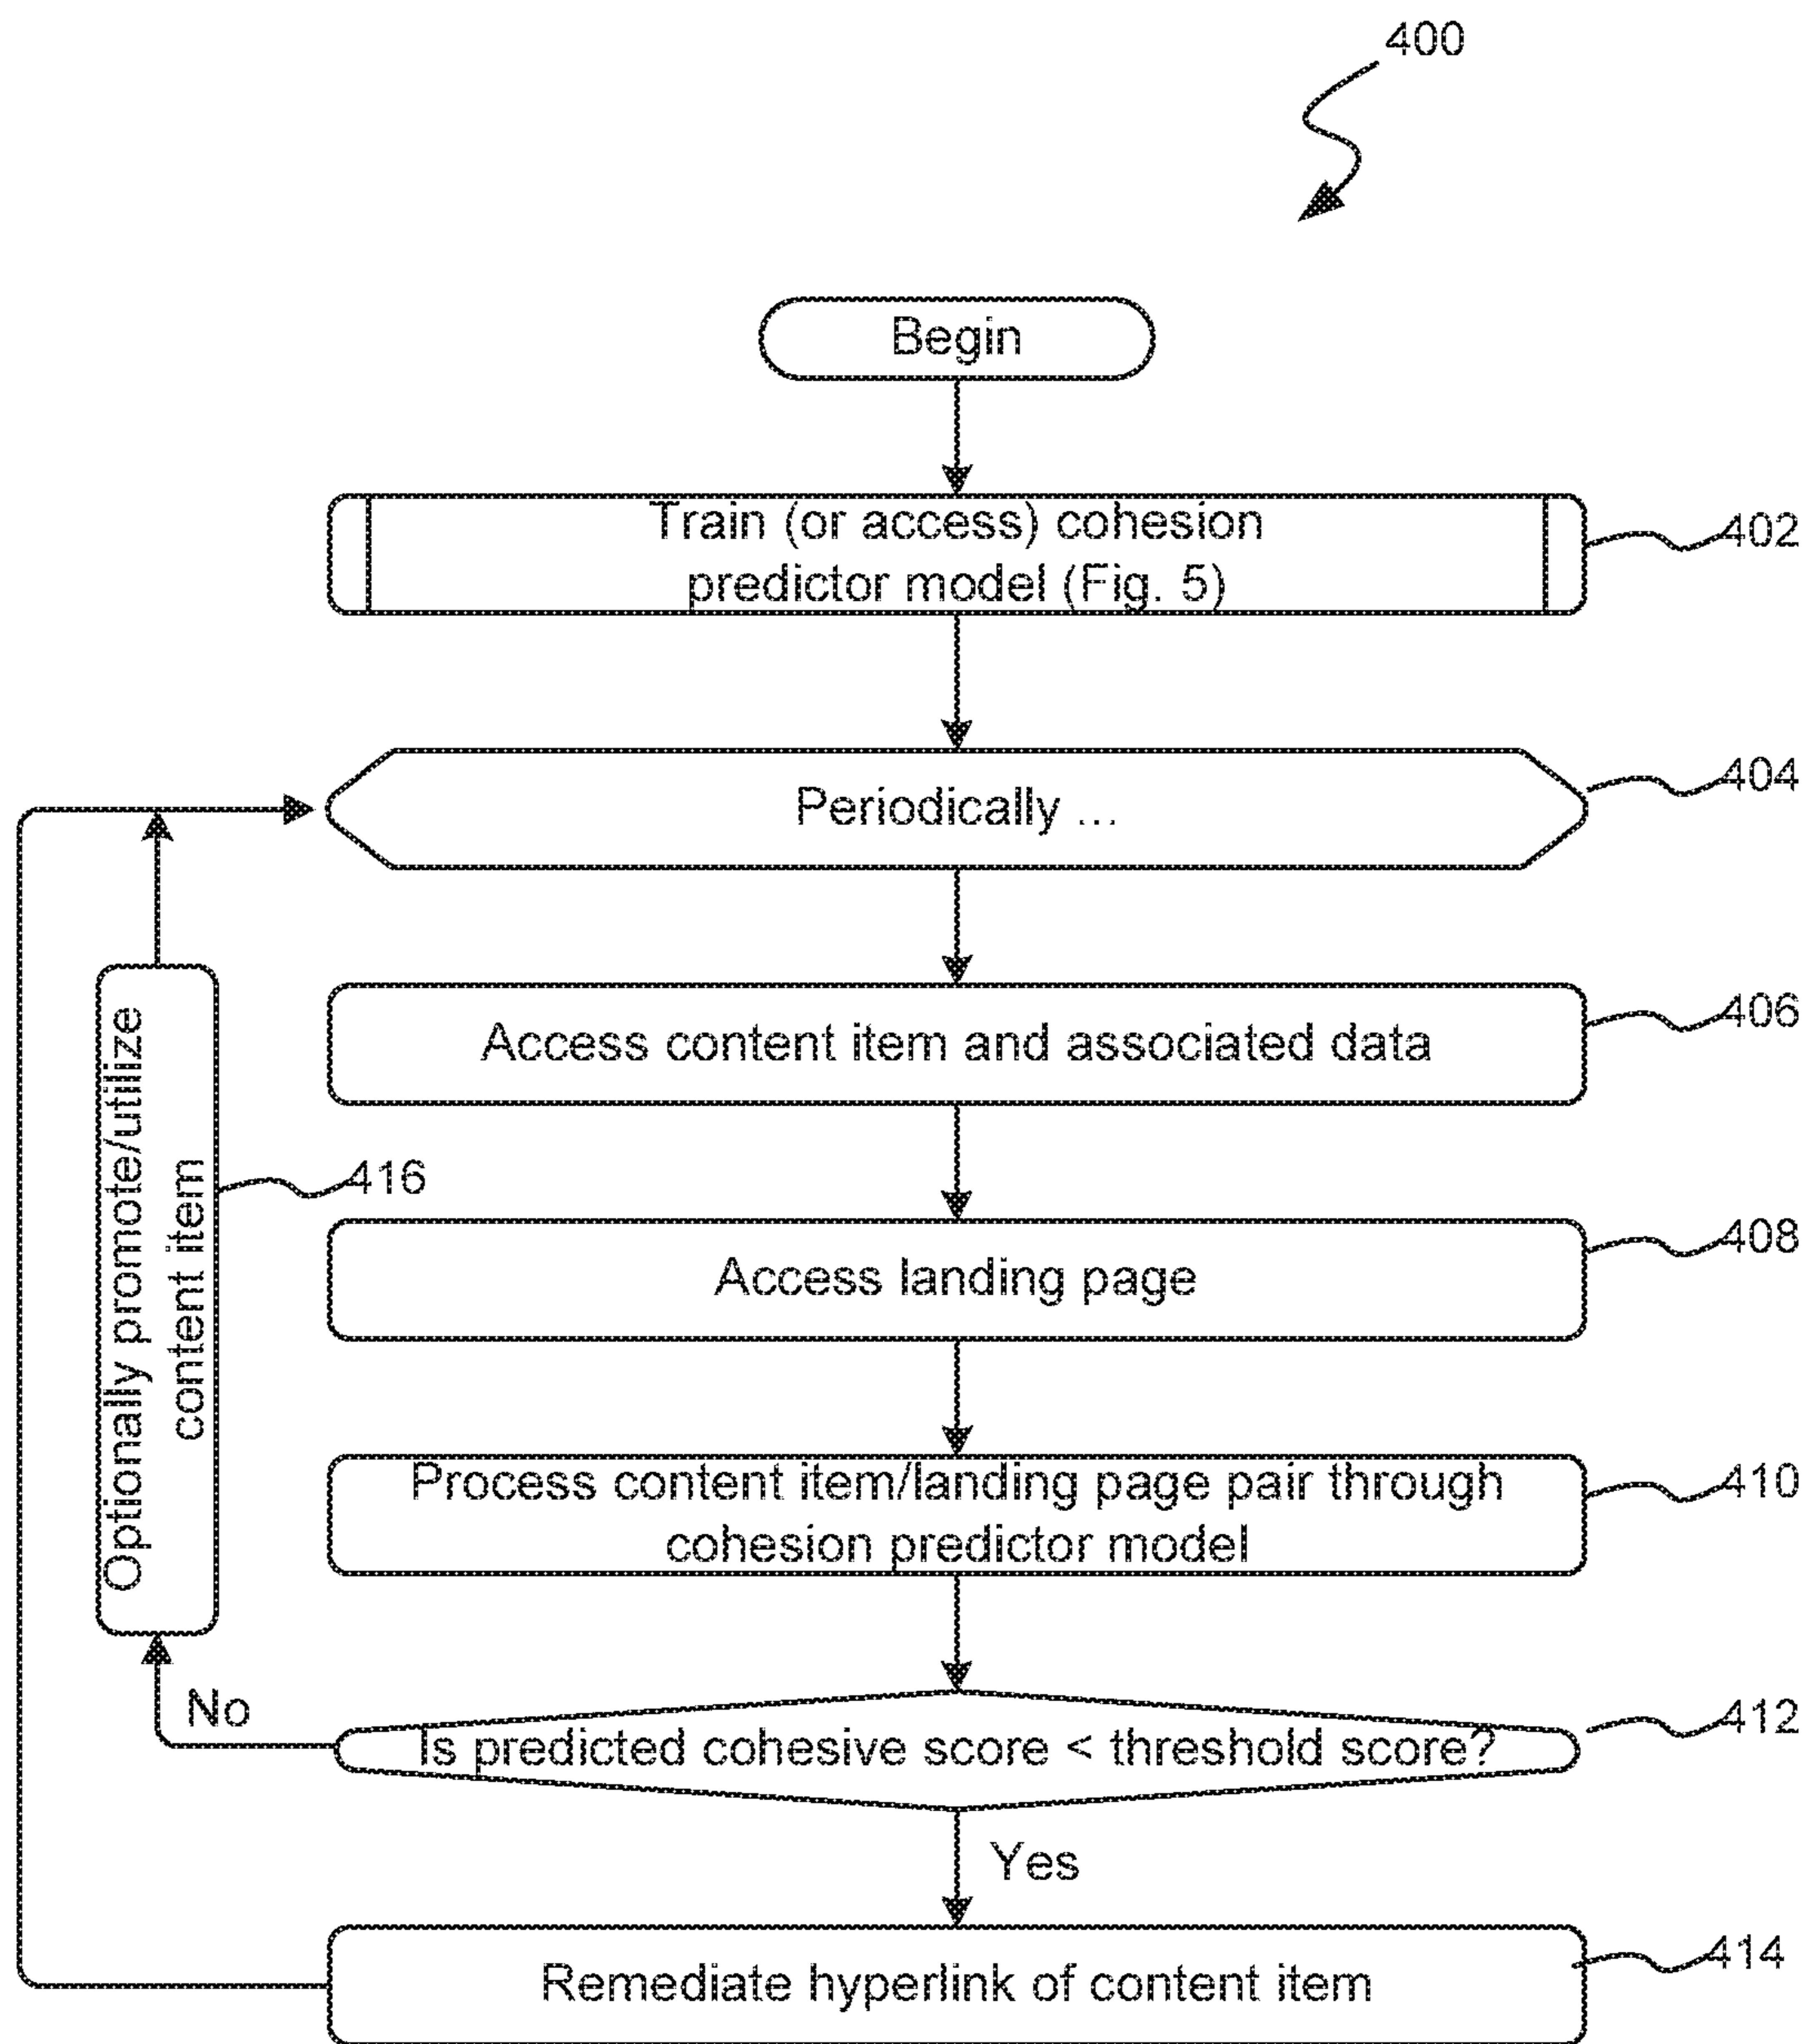 400
Begin
Train (or access) cohesion
predictor model (Fig. 5)
402
Periodically ...
404
Access content item and associated data
406
Optionally promote/utilize
content item
416
Access landing page
408
Process content item/landing page pair through
cohesion predictor model
410
No
Is predicted cohesive score < threshold score?
412
Yes
Remediate hyperlink of content item
414